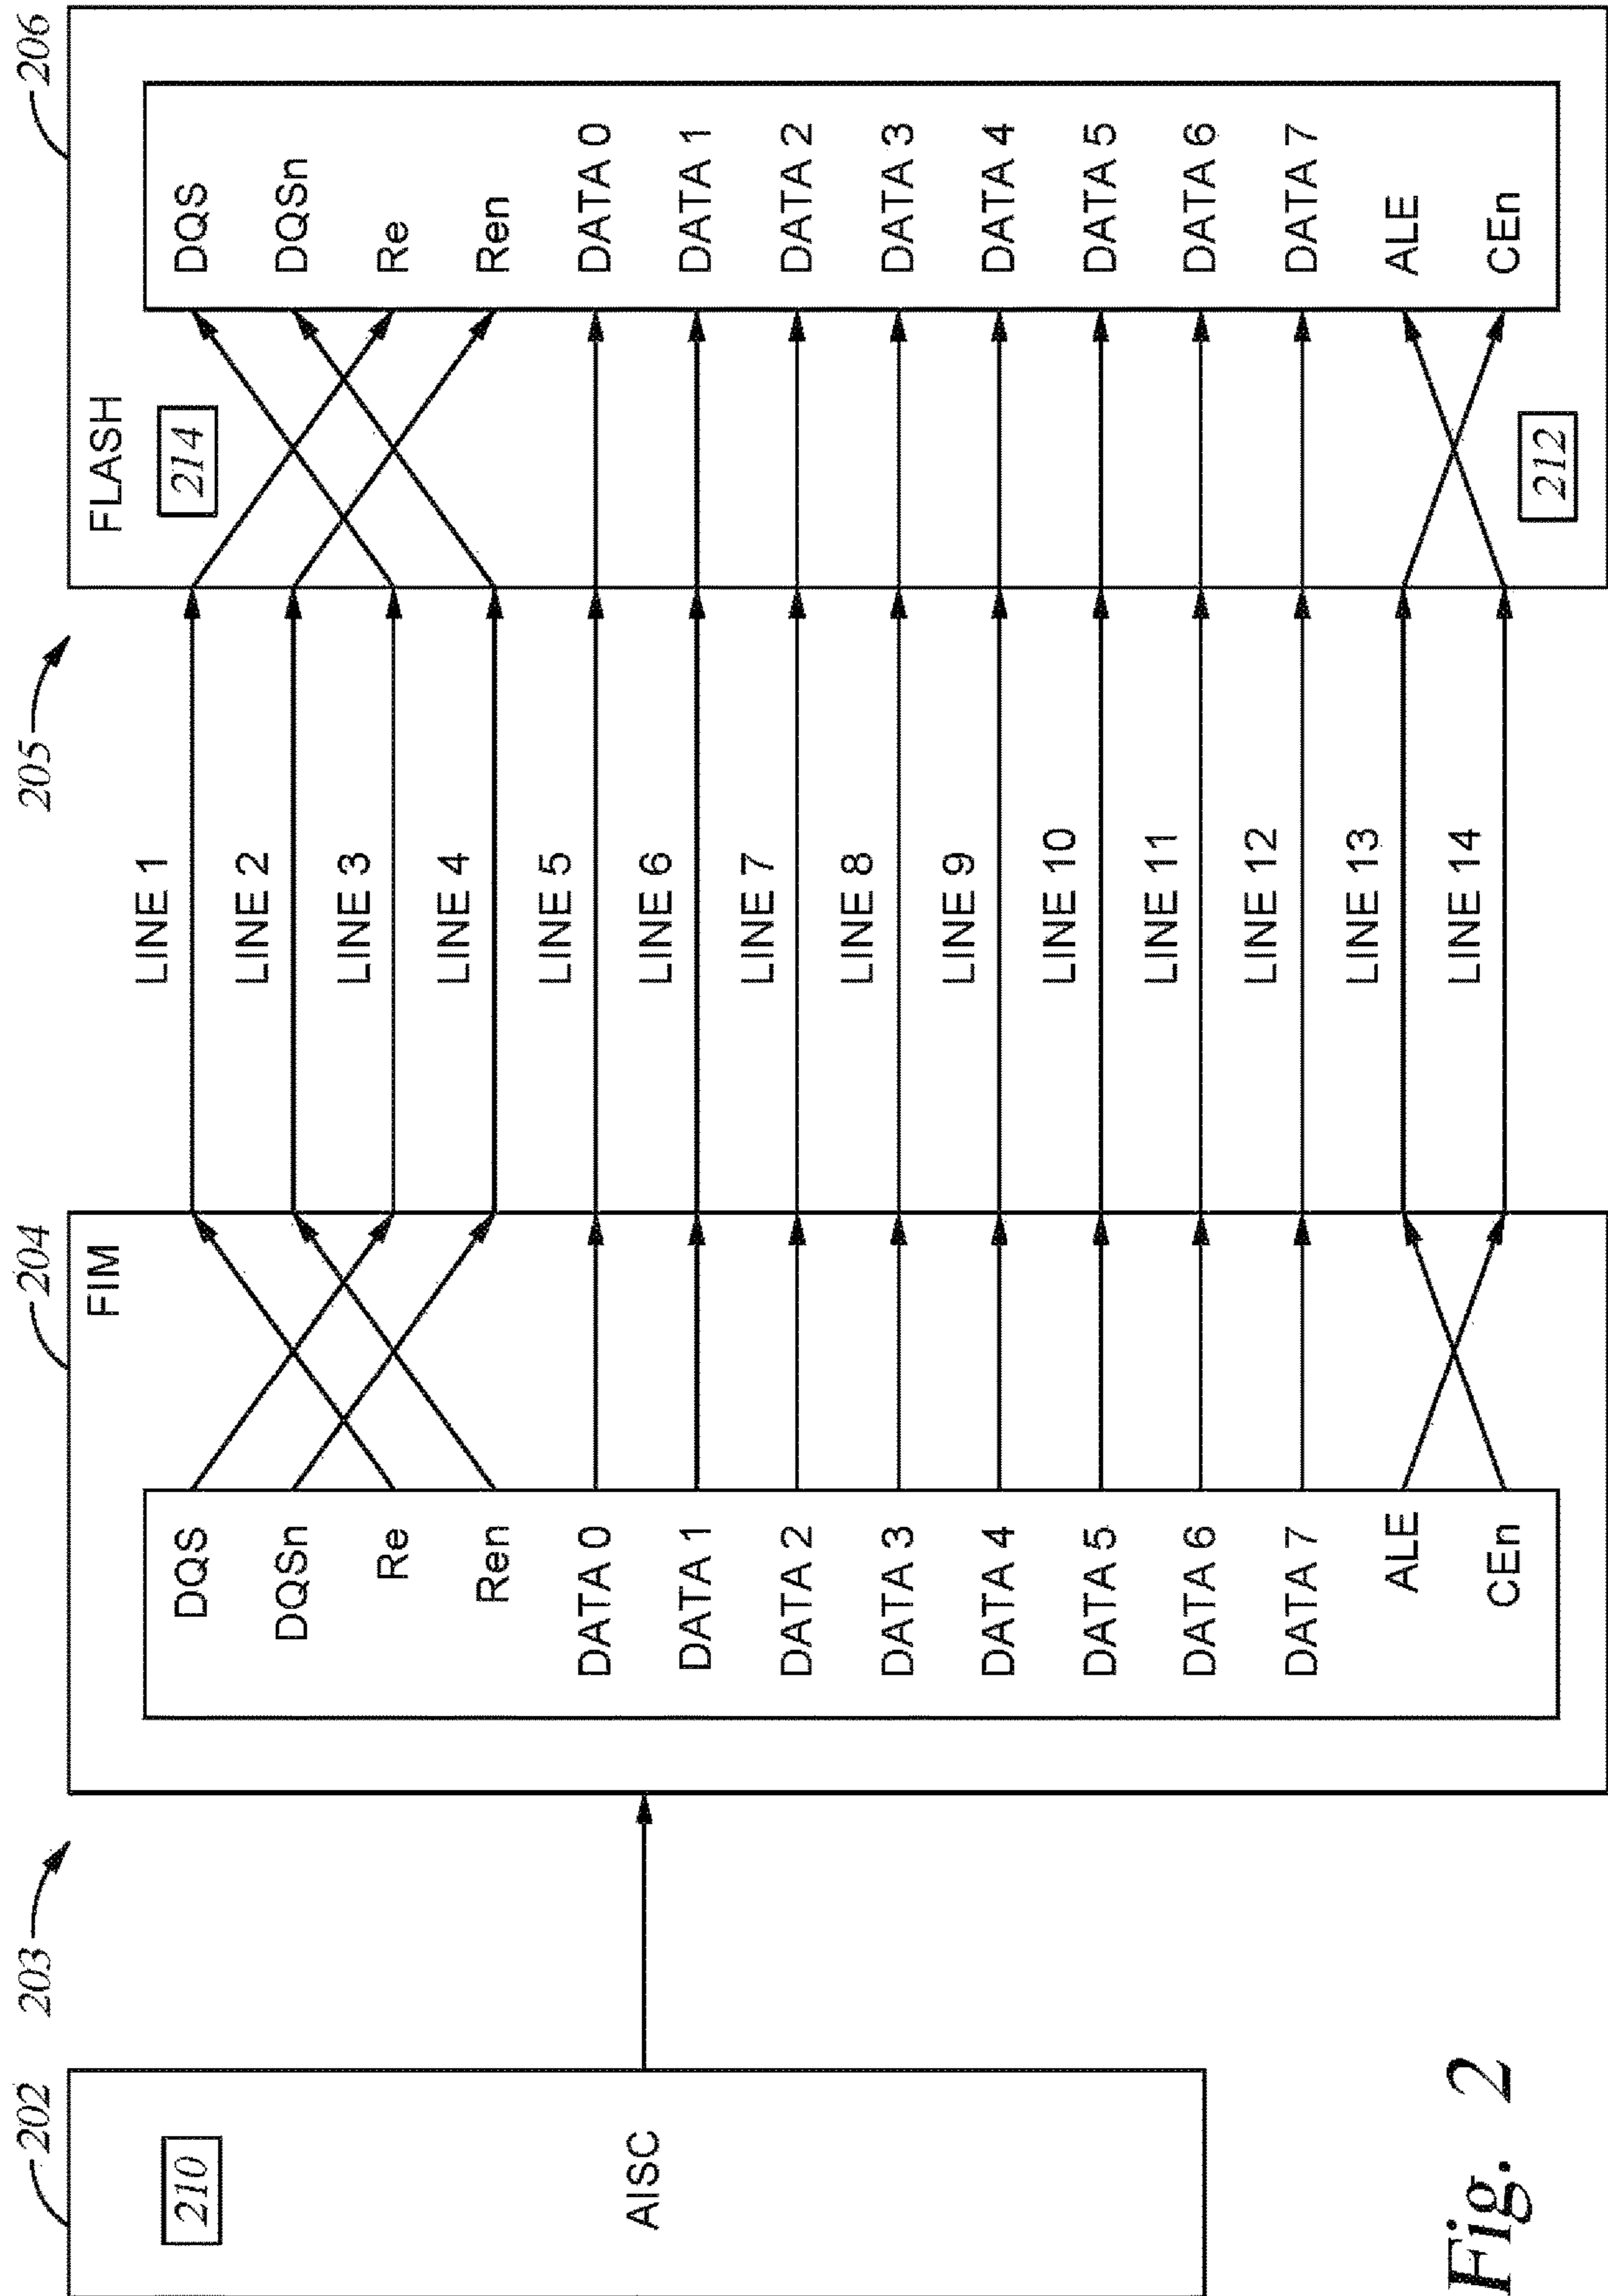 202
203
204
205
206
210
AISC
FIM
DQS
DQSn
Re
Ren
DATA 0
DATA 1
DATA 2
DATA 3
DATA 4
DATA 5
DATA 6
DATA 7
ALE
CEn
LINE 1
LINE 2
LINE 3
LINE 4
LINE 5
LINE 6
LINE 7
LINE 8
LINE 9
LINE 10
LINE 11
LINE 12
LINE 13
LINE 14
FLASH
214
212
DQS
DQSn
Re
Ren
DATA 0
DATA 1
DATA 2
DATA 3
DATA 4
DATA 5
DATA 6
DATA 7
ALE
CEn
Fig. 2